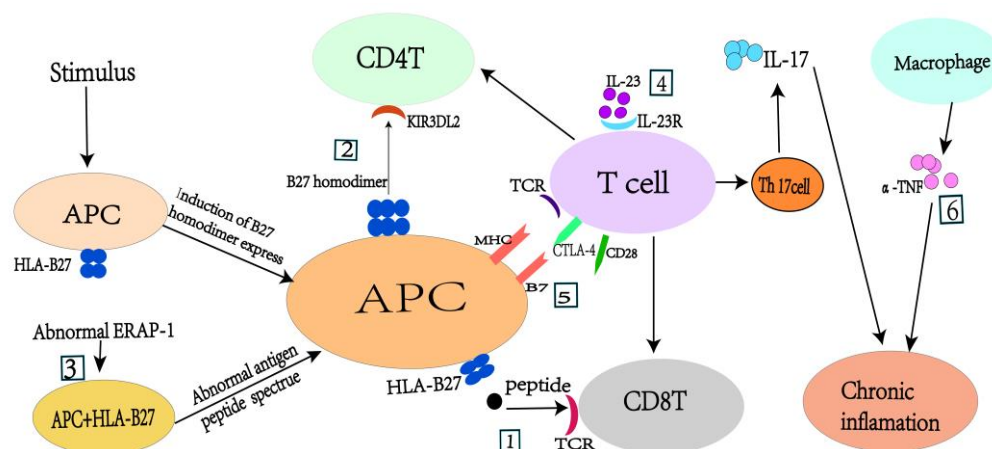 Stimulus
APC
HLA-B27
Induction of B27
homodimer express
Abnormal ERAP-1
3
APC+HLA-B27
Abnormal antigen
peptide spectrue
CD4T
KIR3DL2
2
B27 homodimer
APC
MHC
B7
5
HLA-B27
peptide
1
TCR
CD8T
IL-23
4
IL-23R
T cell
TCR
CTLA-4
CD28
Th 17cell
IL-17
Macrophage
α-TNF
6
Chronic
inflamation